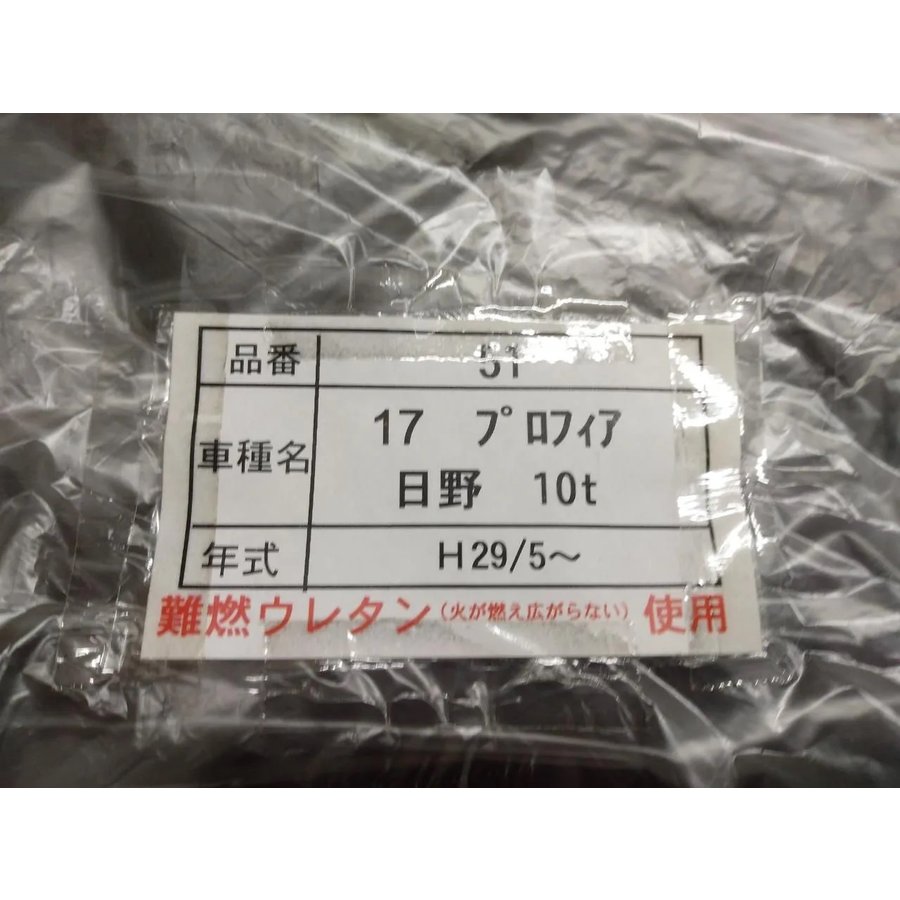 品番 51
車種名 17 プロフィア
日野 10t
年式 H29/5～
難燃ウレタン（火が燃え広がらない）使用